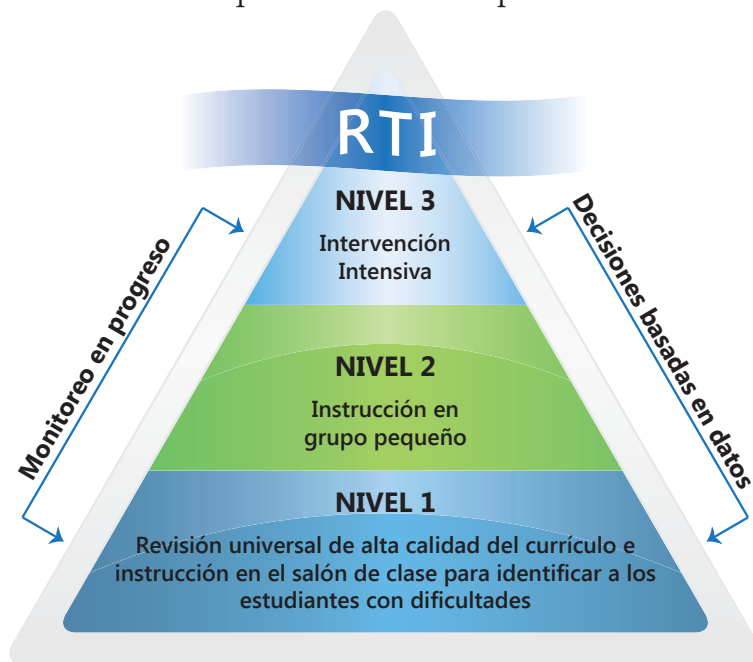 RTI
NIVEL 3
Intervención
Intensiva
Monitoreo en progreso
Decisiones basadas en datos
NIVEL 2
Instrucción en
grupo pequeño
NIVEL 1
Revisión universal de alta calidad del currículo e
instrucción en el salón de clase para identificar a los
estudiantes con dificultades